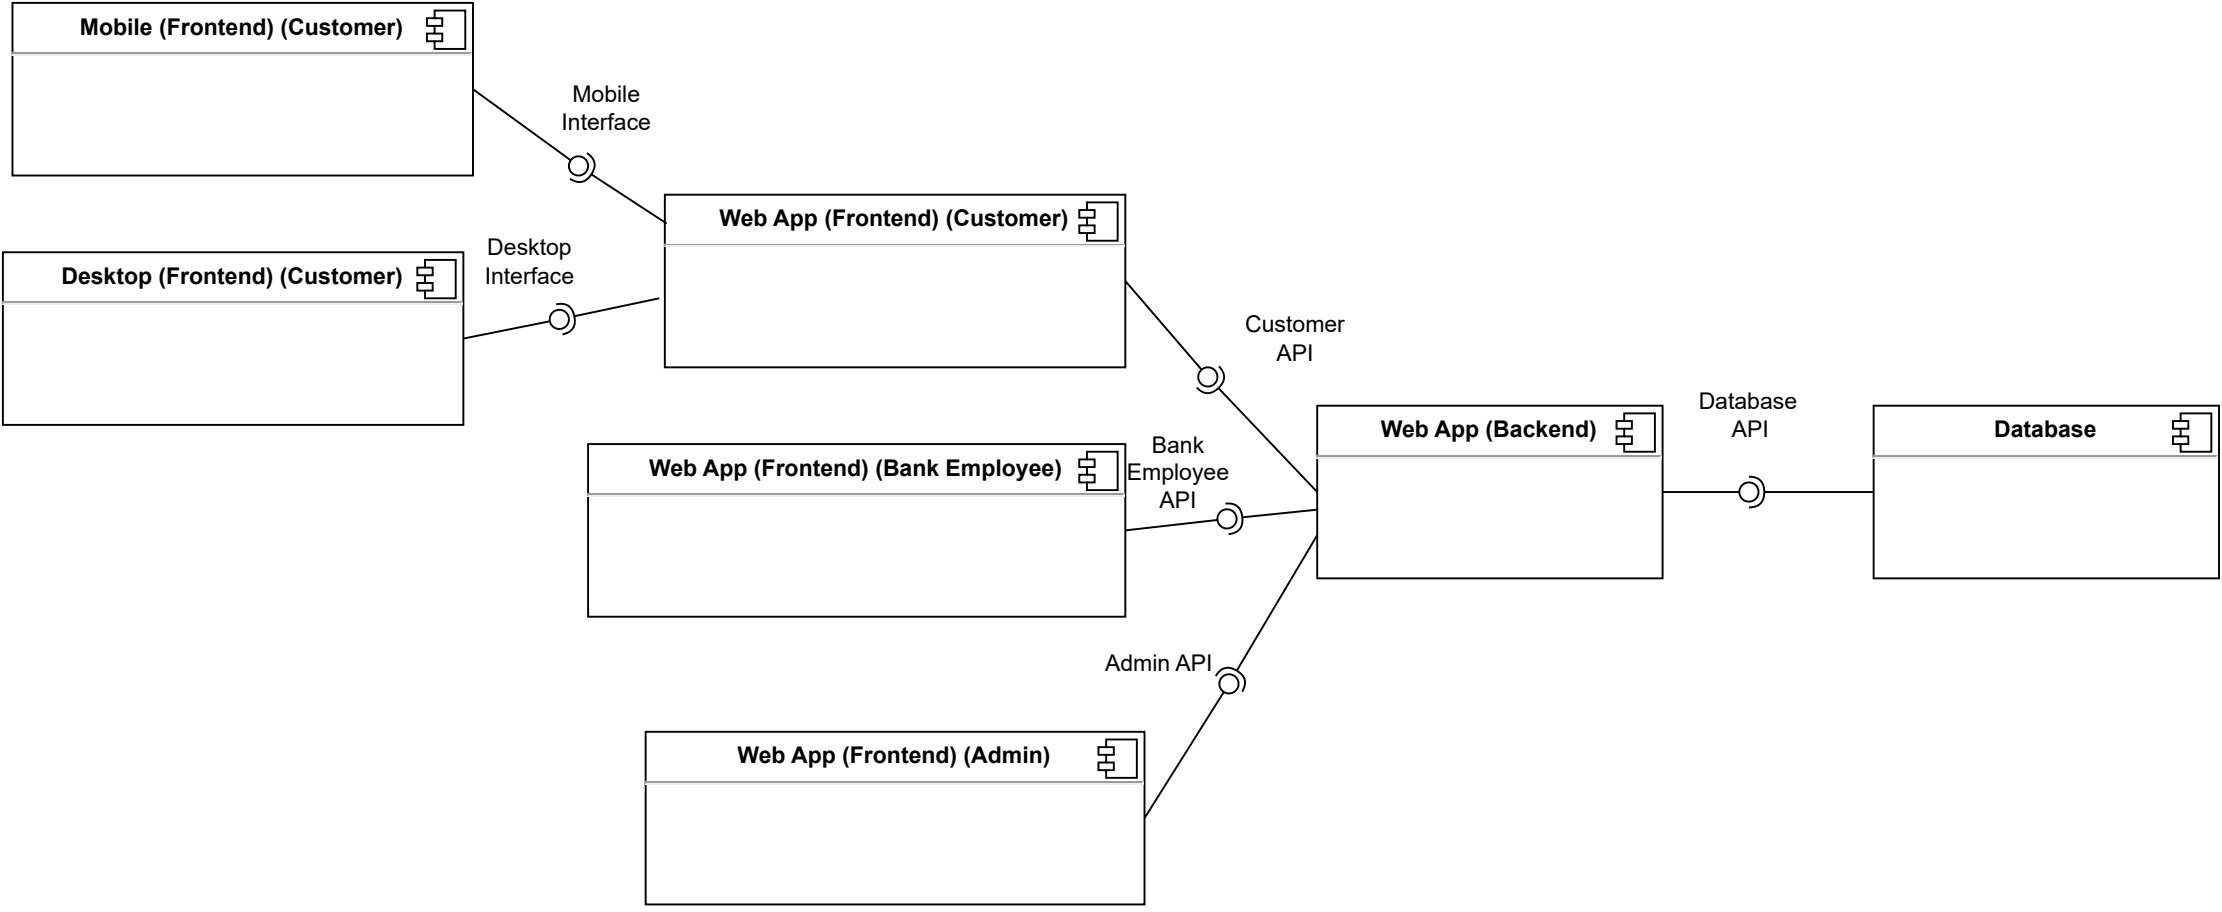 Mobile (Frontend) (Customer)
Mobile
Interface
Web App (Frontend) (Customer)
Desktop
Interface
Desktop (Frontend) (Customer)
Customer
API
Database
API
Web App (Backend)
Database
Bank
Employee
API
Web App (Frontend) (Bank Employee)
Admin API
Web App (Frontend) (Admin)